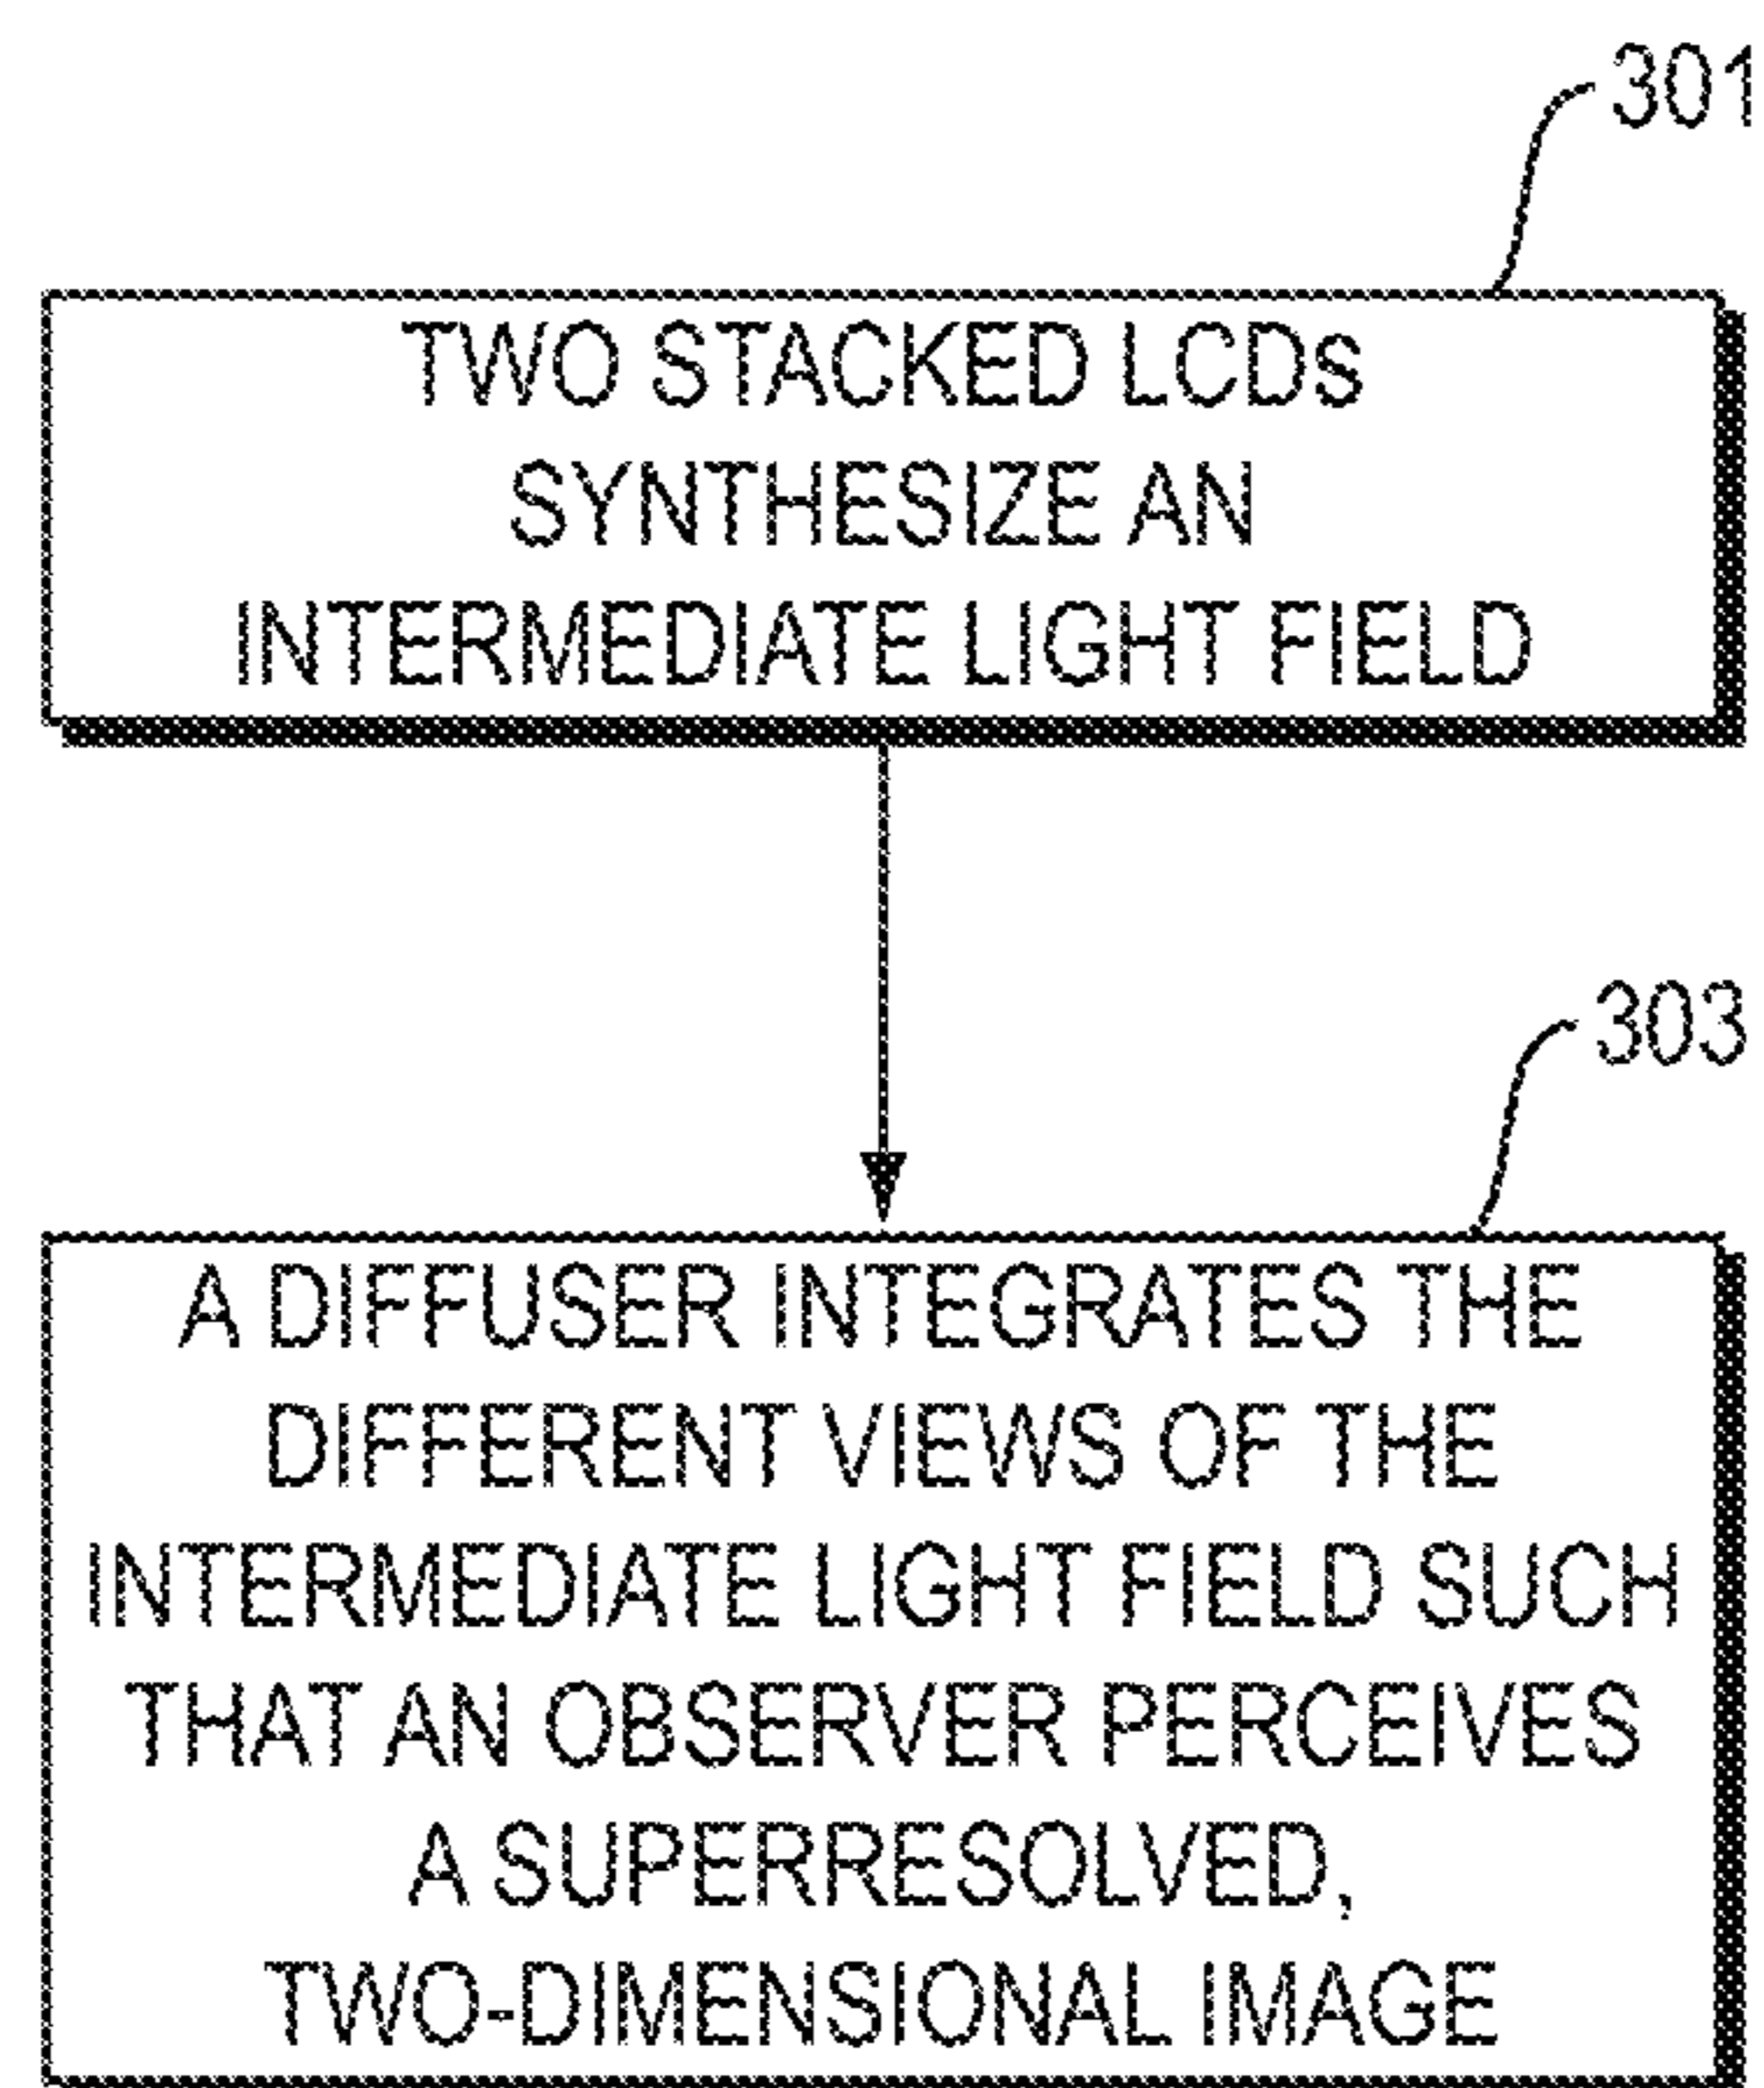 301
TWO STACKED LCDs
SYNTHESIZE AN
INTERMEDIATE LIGHT FIELD
303
A DIFFUSER INTEGRATES THE
DIFFERENT VIEWS OF THE
INTERMEDIATE LIGHT FIELD SUCH
THAT AN OBSERVER PERCEIVES
A SUPERRESOLVED,
TWO-DIMENSIONAL IMAGE